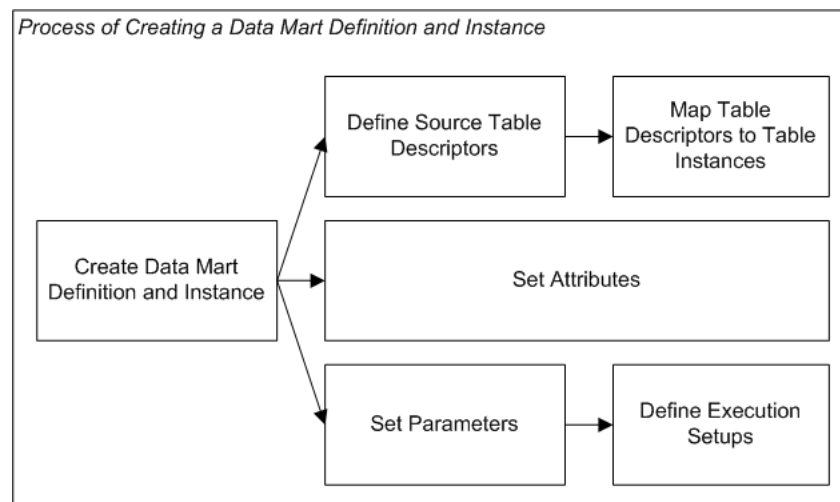 Process of Creating a Data Mart Definition and Instance
Define Source Table
Descriptors
Map Table
Descriptors to Table
Instances
Create Data Mart
Definition and Instance
Set Attributes
Set Parameters
Define Execution
Setups